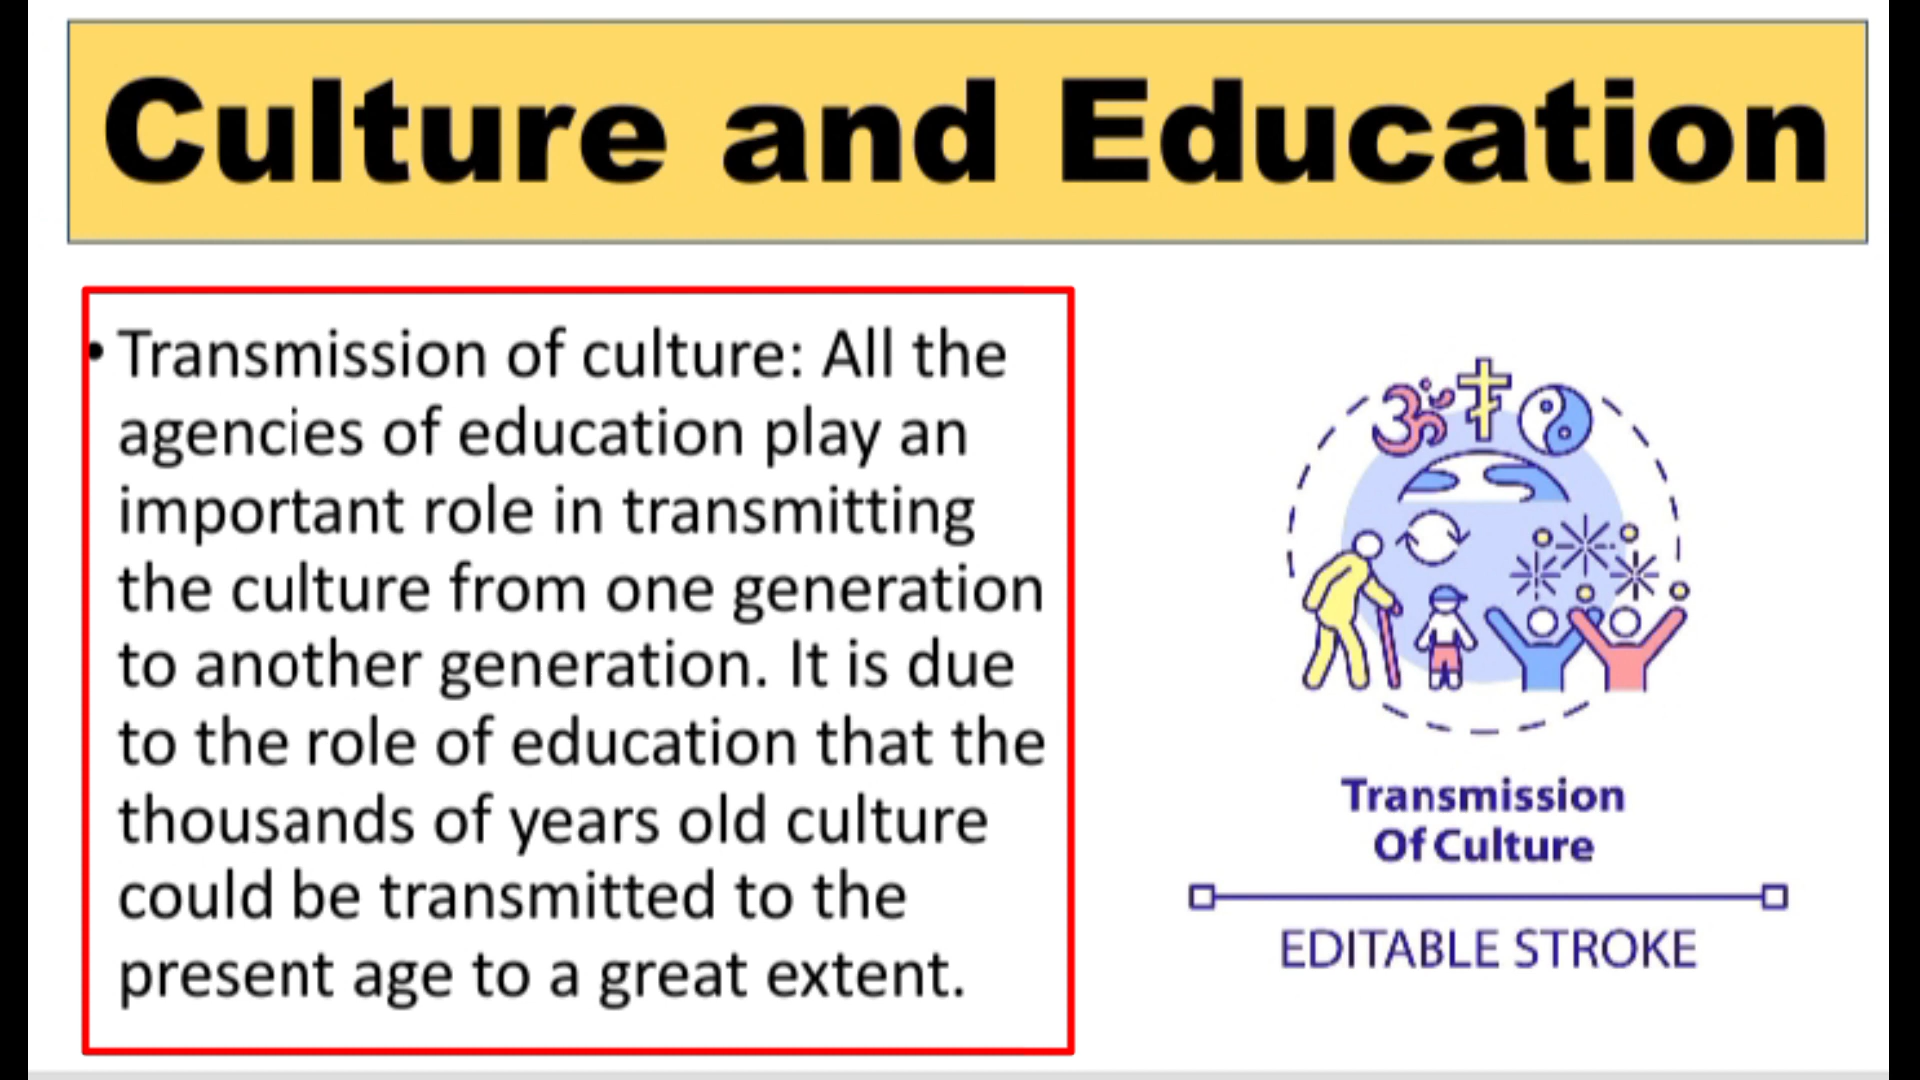 Culture and Education
• Transmission of culture: All the
agencies of education play an
important role in transmitting
the culture from one generation
to another generation. It is due
to the role of education that the
thousands of years old culture
could be transmitted to the
present age to a great extent.
Transmission
Of Culture
EDITABLE STROKE